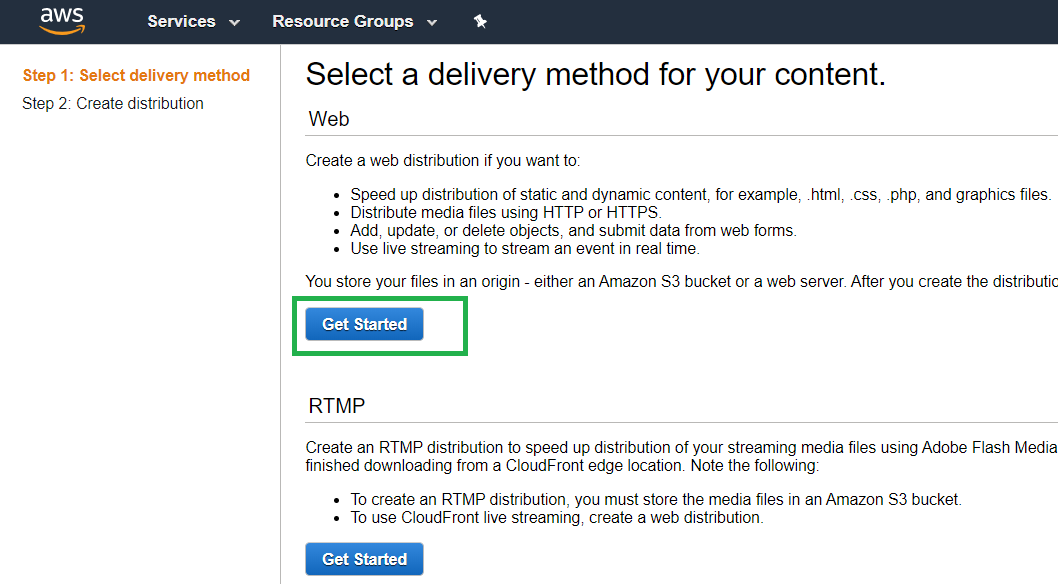 aws Services Resource Groups
Step 1: Select delivery method
Step 2: Create distribution
Select a delivery method for your content.
Web
Create a web distribution if you want to:
Speed up distribution of static and dynamic content, for example, .html, .css, .php, and graphics files.
Distribute media files using HTTP or HTTPS.
Add, update, or delete objects, and submit data from web forms.
Use live streaming to stream an event in real time.
You store your files in an origin - either an Amazon S3 bucket or a web server. After you create the distributio
Get Started
RTMP
Create an RTMP distribution to speed up distribution of your streaming media files using Adobe Flash Media
finished downloading from a CloudFront edge location. Note the following:
To create an RTMP distribution, you must store the media files in an Amazon S3 bucket.
To use CloudFront live streaming, create a web distribution.
Get Started